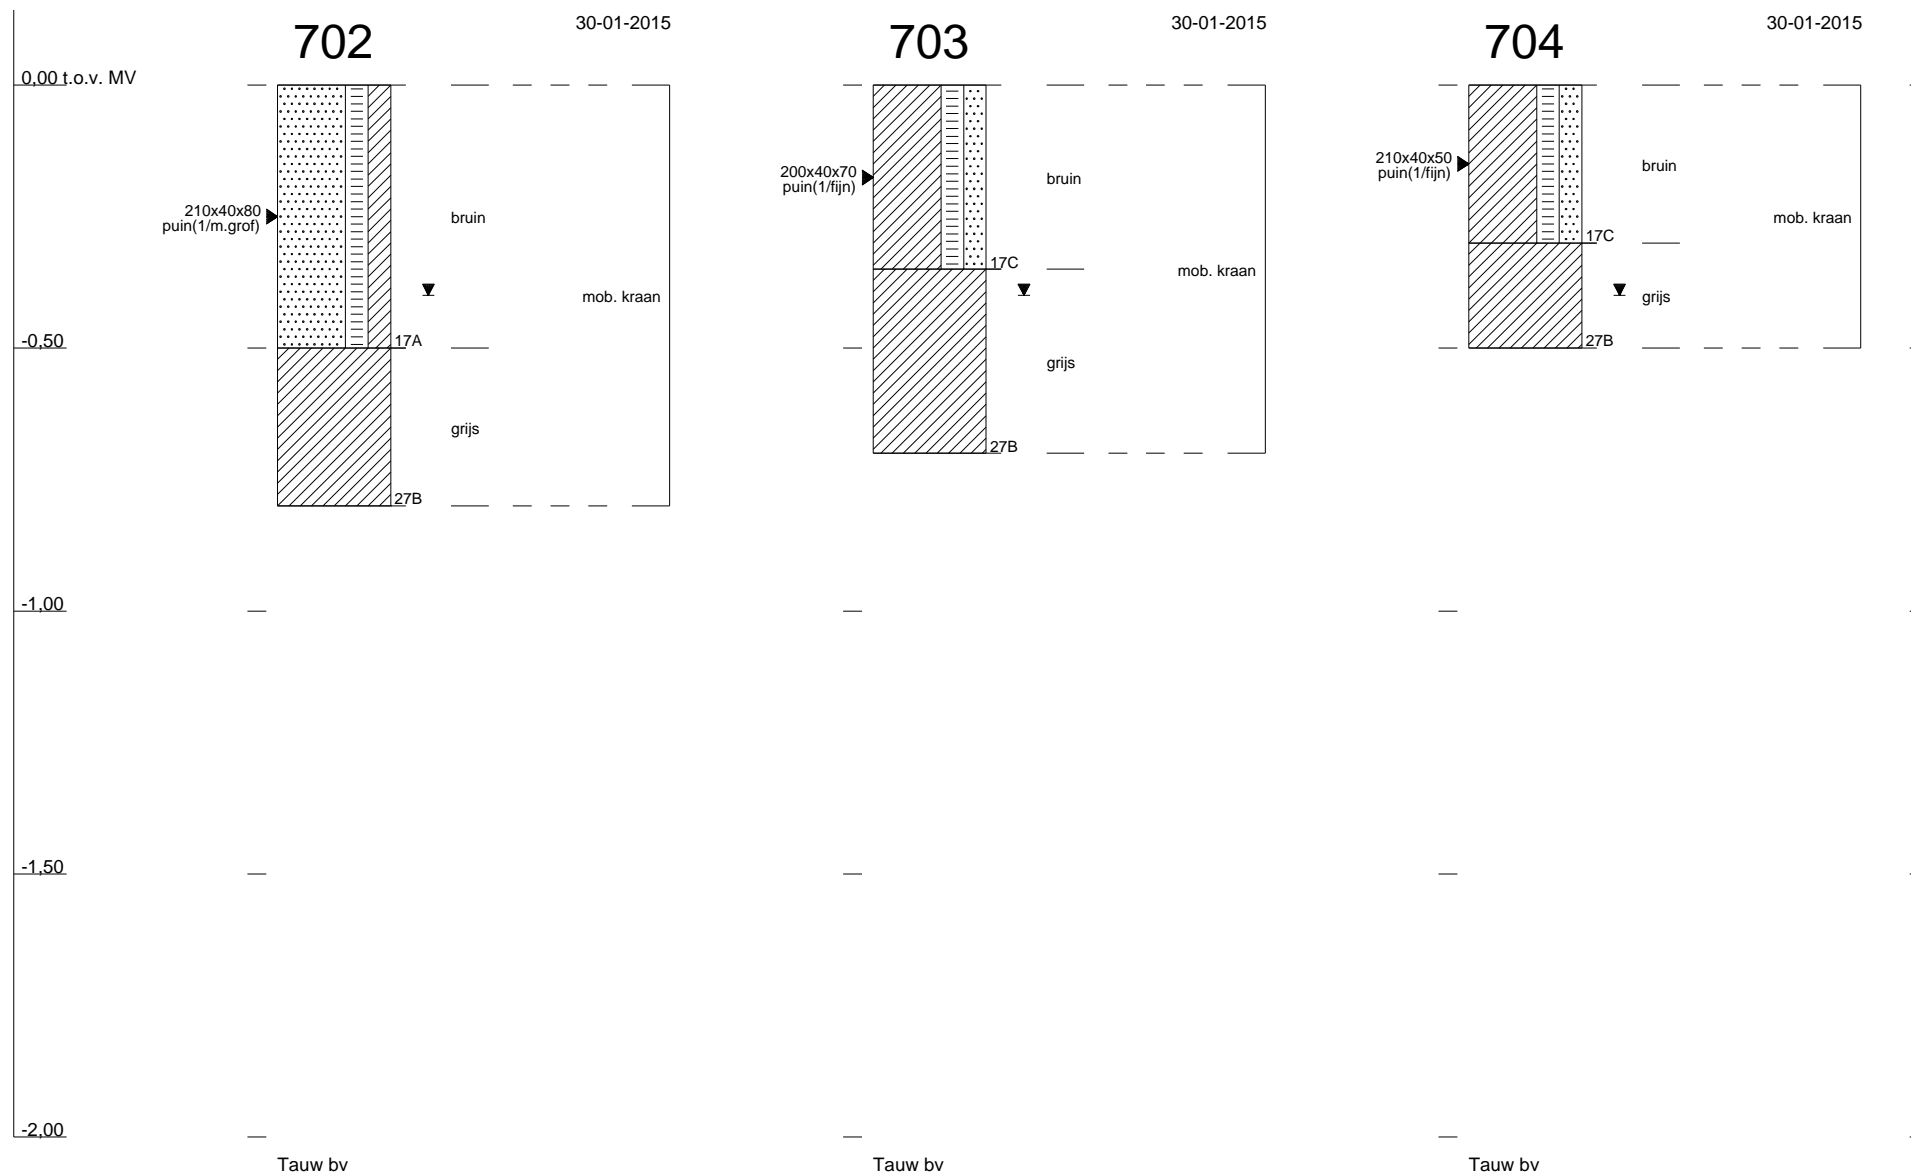 702
30-01-2015
703
30-01-2015
704
30-01-2015
0,00 t.o.v. MV
210x40x80
puin(1/m.grof)
bruin
mob. kraan
17A
grijs
27B
200x40x70
puin(1/fijn)
bruin
17C
mob. kraan
grijs
27B
210x40x50
puin(1/fijn)
bruin
mob. kraan
17C
grijs
27B
-0,50
-1,00
-1,50
-2,00
Tauw bv
Tauw bv
Tauw bv